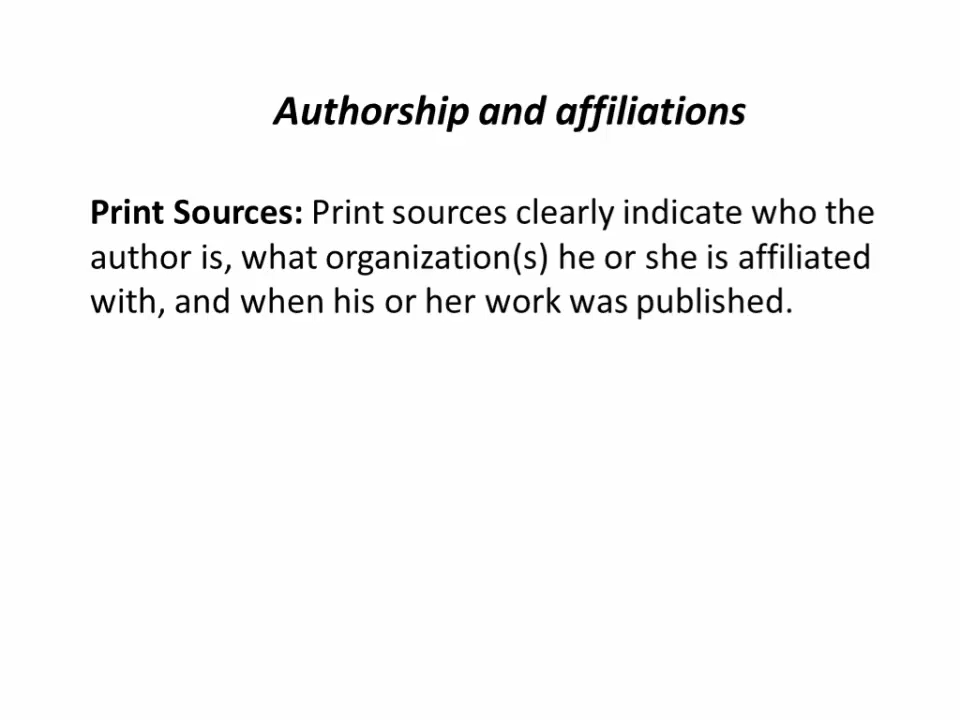 Authorship and affiliations
Print Sources: Print sources clearly indicate who the
author is, what organization(s) he or she is affiliated
with, and when his or her work was published.